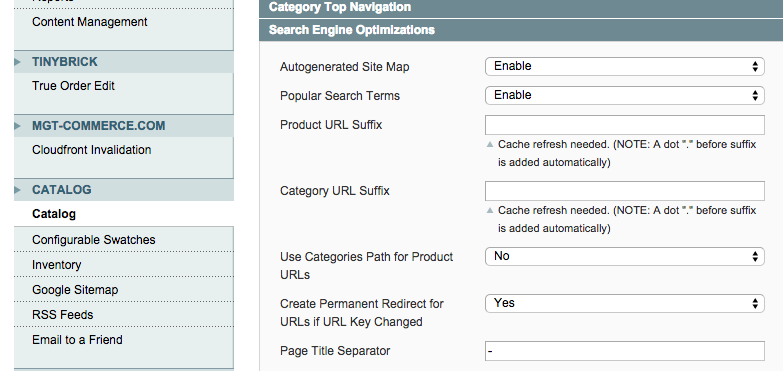 Reports
Content Management
TINYBRICK
True Order Edit
MGT-COMMERCE.COM
Cloudfront Invalidation
CATALOG
Catalog
Configurable Swatches
Inventory
Google Sitemap
RSS Feeds
Email to a Friend
Category Top Navigation
Search Engine Optimizations
Autogenerated Site Map
Enable
Popular Search Terms
Enable
Product URL Suffix
Cache refresh needed. (NOTE: A dot "." before suffix
is added automatically)
Category URL Suffix
Cache refresh needed. (NOTE: A dot "." before suffix
is added automatically)
Use Categories Path for Product
URLs
No
Create Permanent Redirect for
URLs if URL Key Changed
Yes
Page Title Separator
-